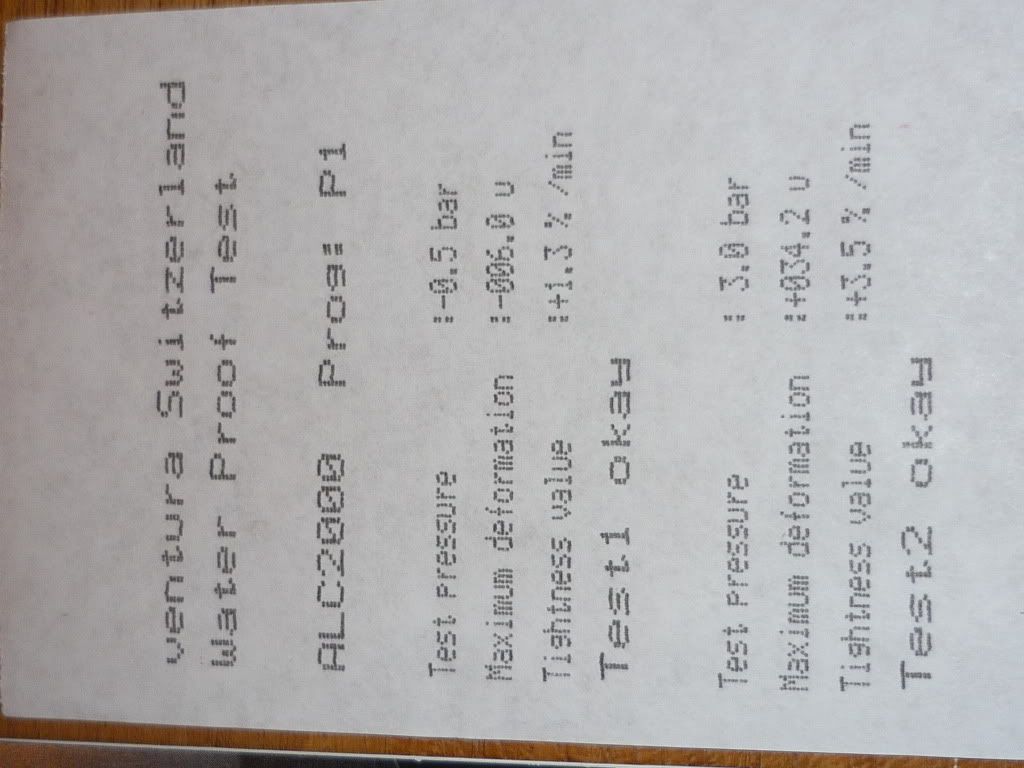 ventura Switzerland
Water Proof Test
ALC2000 Prog: P1
Test pressure :-0.5 bar
Maximum deformation :-006.0 u
Tightness value :+1.3 % /min
Test1 okay
Test pressure : 3.0 bar
Maximum deformation :+034.2 u
Tightness value :+3.5 % /min
Test2 okay